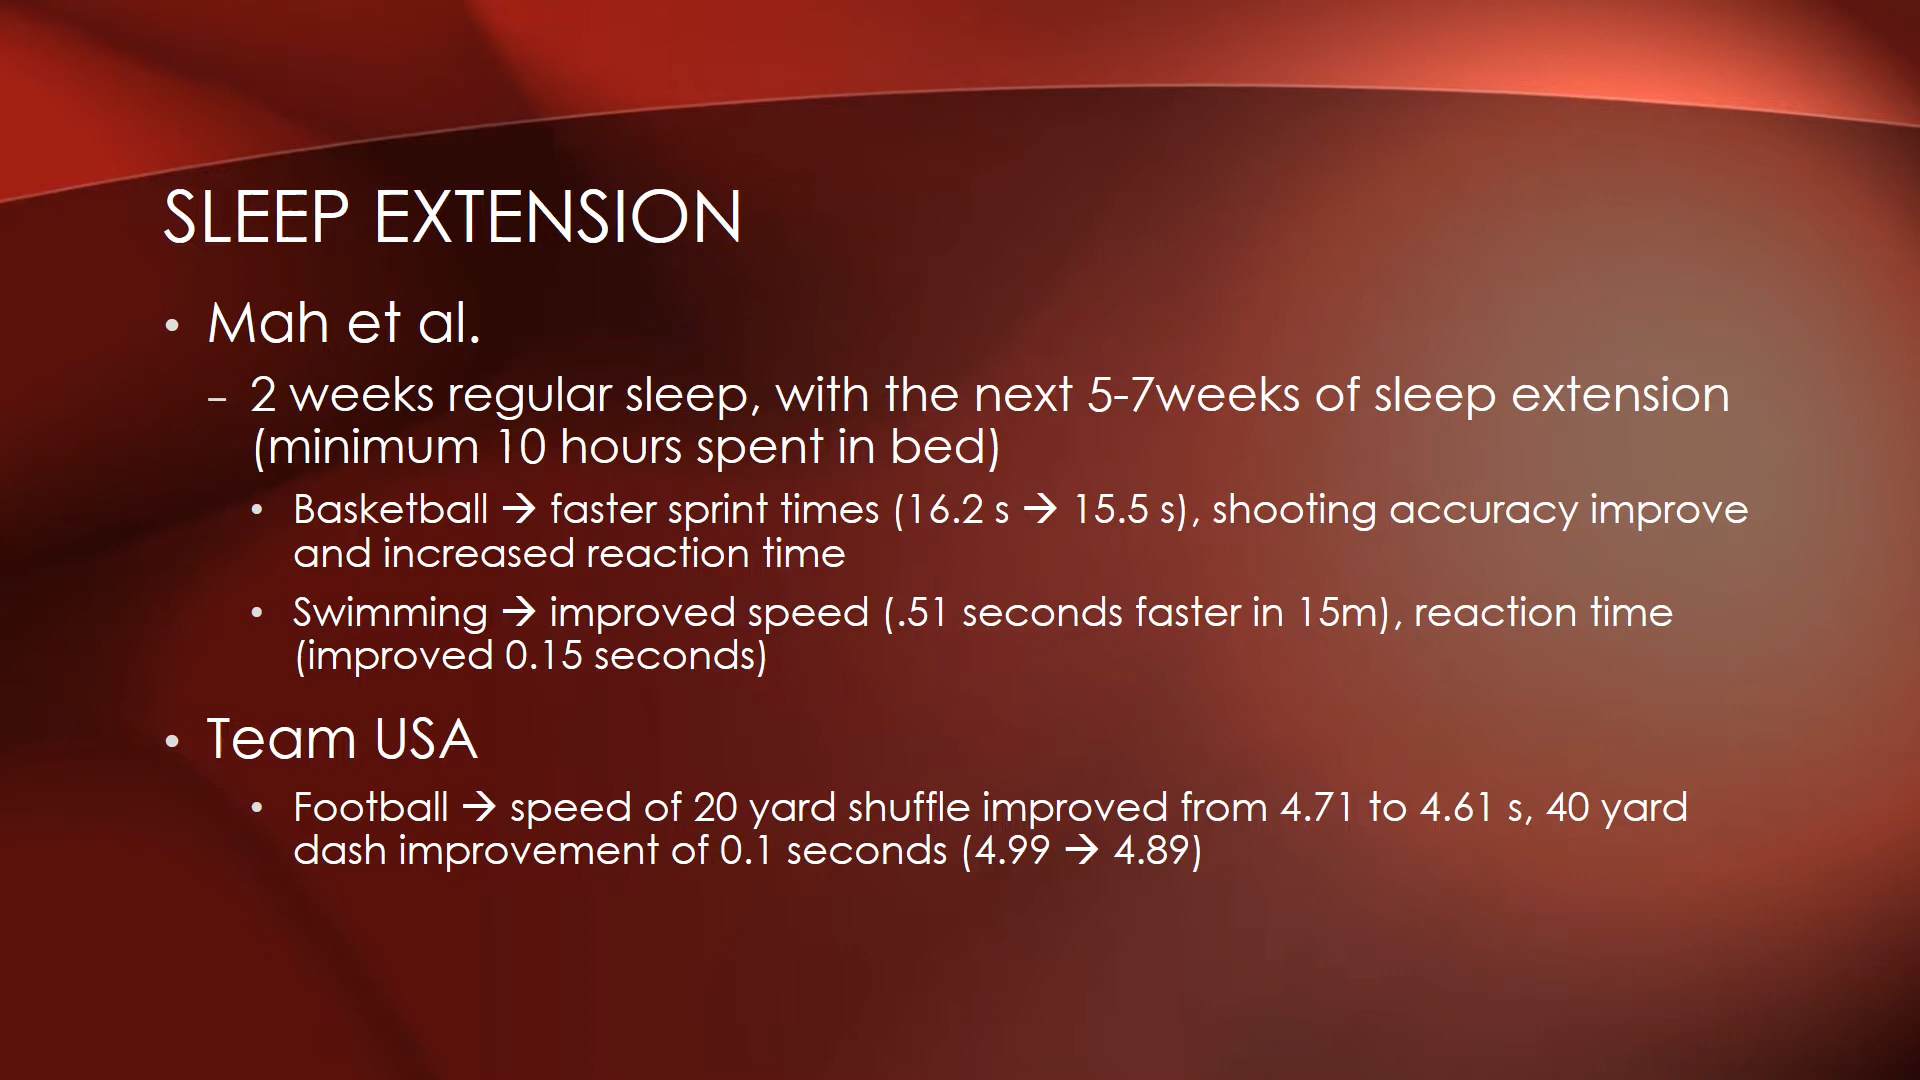 SLEEP EXTENSION
• Mah et al.
– 2 weeks regular sleep, with the next 5-7weeks of sleep extension
(minimum 10 hours spent in bed)
• Basketball → faster sprint times (16.2 s → 15.5 s), shooting accuracy improve
and increased reaction time
• Swimming → improved speed (.51 seconds faster in 15m), reaction time
(improved 0.15 seconds)
• Team USA
• Football → speed of 20 yard shuffle improved from 4.71 to 4.61 s, 40 yard
dash improvement of 0.1 seconds (4.99 → 4.89)